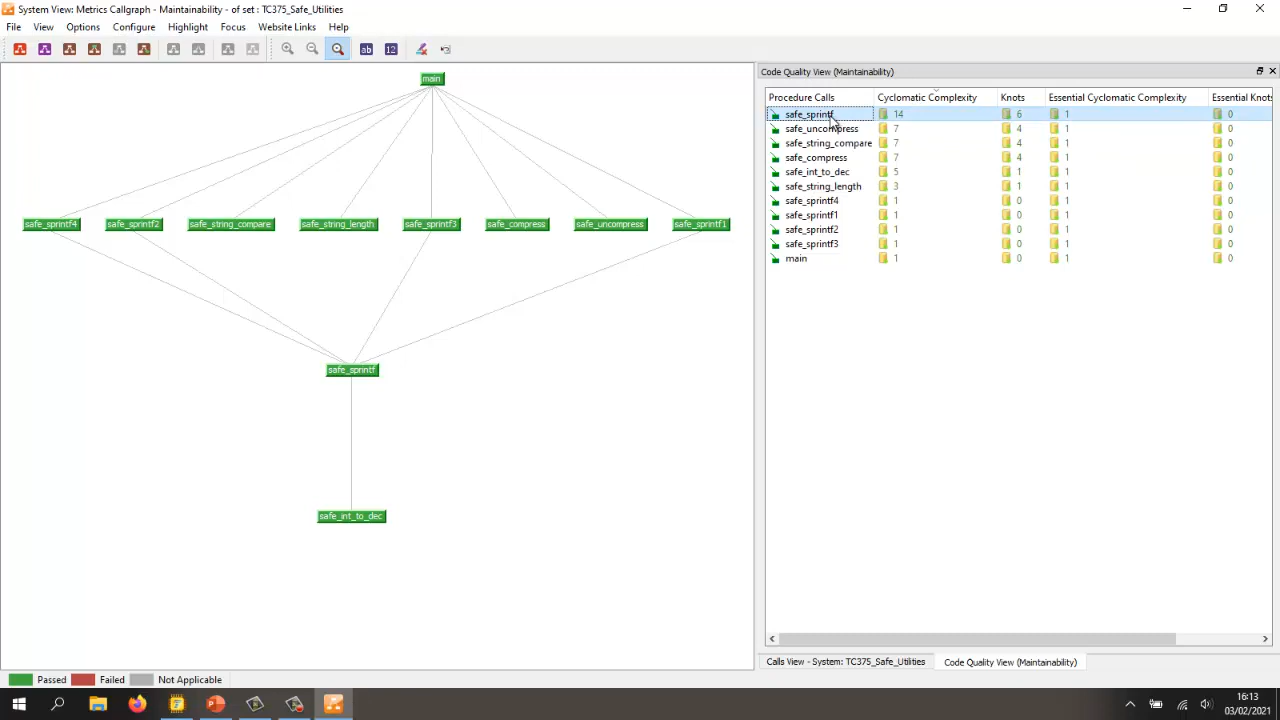 System View: Metrics Callgraph - Maintainability - of set : TC375_Safe_Utilities
File View Options Configure Highlight Focus Website Links Help
ab 12
Code Quality View (Maintainability)
main
safe_sprintf4 safe_sprintf2 safe_string_compare safe_string_length safe_sprintf3 safe_compress safe_uncompress safe_sprintf1
safe_sprintf
safe_int_to_dec
Procedure Calls Cyclomatic Complexity Knots Essential Cyclomatic Complexity Essential Knots
safe_sprintf 14 6 1 0
safe_uncompress 7 4 1 0
safe_string_compare 7 4 1 0
safe_compress 7 4 1 0
safe_int_to_dec 5 1 1 0
safe_string_length 3 1 1 0
safe_sprintf4 1 0 1 0
safe_sprintf1 1 0 1 0
safe_sprintf2 1 0 1 0
safe_sprintf3 1 0 1 0
main 1 0 1 0
Calls View - System: TC375_Safe_Utilities Code Quality View (Maintainability)
Passed Failed Not Applicable
16:13
03/02/2021